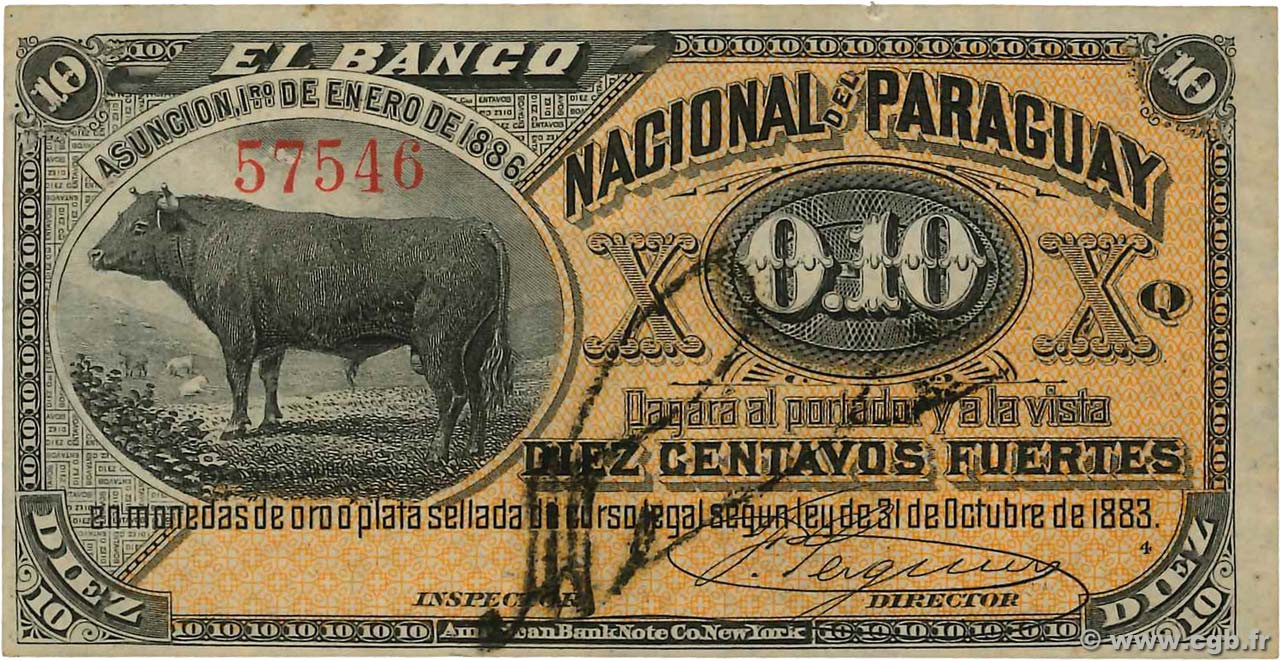 10
EL BANCO
10
ASUNCION, 1RO DE ENERO DE 1886
57546
NACIONAL DEL PARAGUAY
X 0.10 X
Q
Pagará al portador y a la vista
DIEZ CENTAVOS FUERTES
en monedas de oro ó plata sellada de curso legal segun ley de 31 de Octubre de 1883.
4
INSPECTOR
DIRECTOR
DIEZ
10
DIEZ
10
American Bank Note Co. New York
© www.cgb.fr